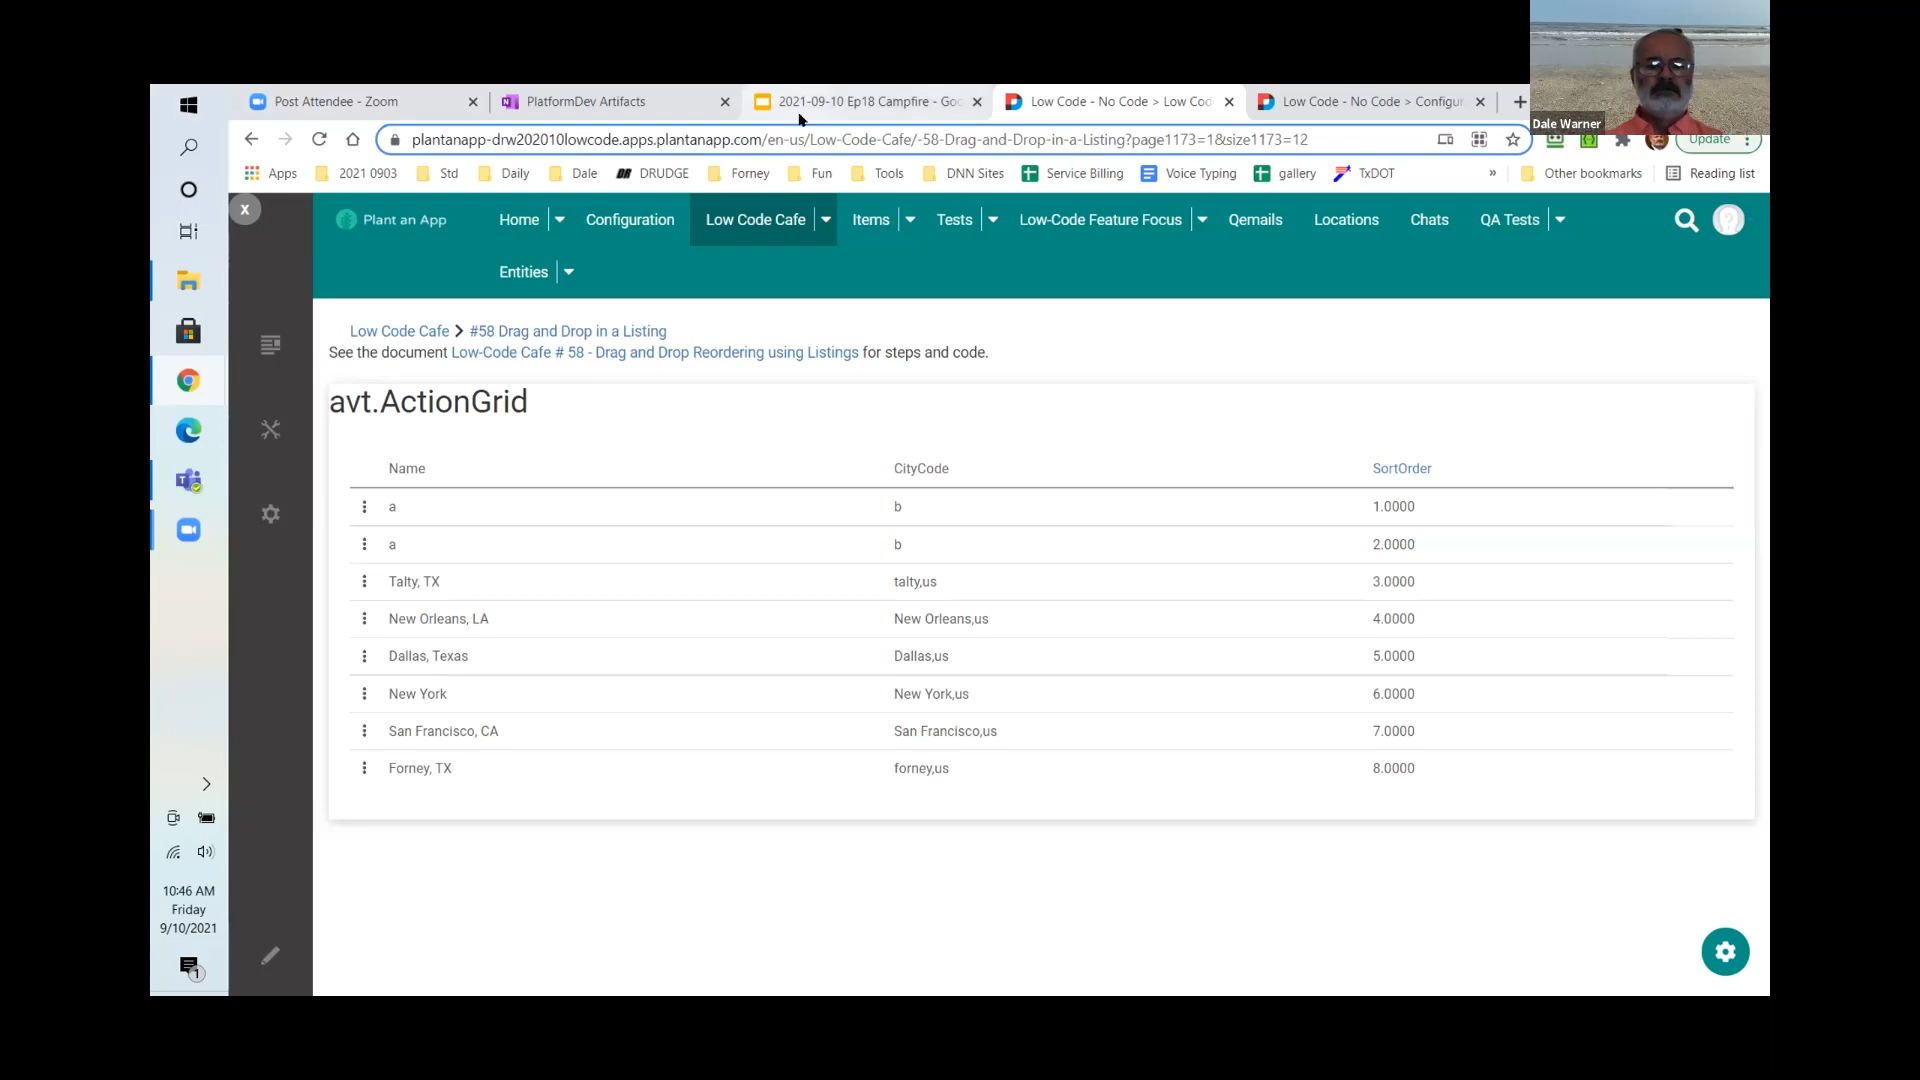 Post Attendee - Zoom
PlatformDev Artifacts
2021-09-10 Ep18 Campfire - Goo
Low Code - No Code > Low Cod
Low Code - No Code > Configur
Dale Warner
plantanapp-drw202010lowcode.apps.plantanapp.com/en-us/Low-Code-Cafe/-58-Drag-and-Drop-in-a-Listing?page1173=1&size1173=12
Update
Apps
2021 0903
Std
Daily
Dale
DRUDGE
Forney
Fun
Tools
DNN Sites
Service Billing
Voice Typing
gallery
TxDOT
»
Other bookmarks
Reading list
X
Plant an App
Home
Configuration
Low Code Cafe
Items
Tests
Low-Code Feature Focus
Qemails
Locations
Chats
QA Tests
Entities
Low Code Cafe > #58 Drag and Drop in a Listing
See the document Low-Code Cafe # 58 - Drag and Drop Reordering using Listings for steps and code.
avt.ActionGrid
Name CityCode SortOrder
a b 1.0000
a b 2.0000
Talty, TX talty,us 3.0000
New Orleans, LA New Orleans,us 4.0000
Dallas, Texas Dallas,us 5.0000
New York New York,us 6.0000
San Francisco, CA San Francisco,us 7.0000
Forney, TX forney,us 8.0000
10:46 AM
Friday
9/10/2021
1